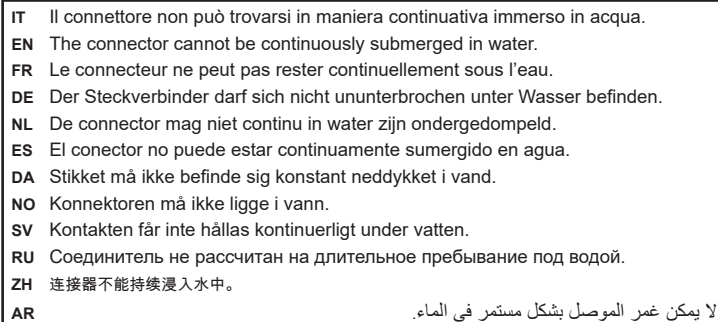 IT Il connettore non può trovarsi in maniera continuativa immerso in acqua.
EN The connector cannot be continuously submerged in water.
FR Le connecteur ne peut pas rester continuellement sous l'eau.
DE Der Steckverbinder darf sich nicht ununterbrochen unter Wasser befinden.
NL De connector mag niet continu in water zijn ondergedompeld.
ES El conector no puede estar continuamente sumergido en agua.
DA Stikket må ikke befinde sig konstant neddykket i vand.
NO Konnektoren må ikke ligge i vann.
SV Kontakten får inte hållas kontinuerligt under vatten.
RU Соединитель не рассчитан на длительное пребывание под водой.
ZH 连接器不能持续浸入水中。
AR لا يمكن غمر الموصل بشكل مستمر في الماء.